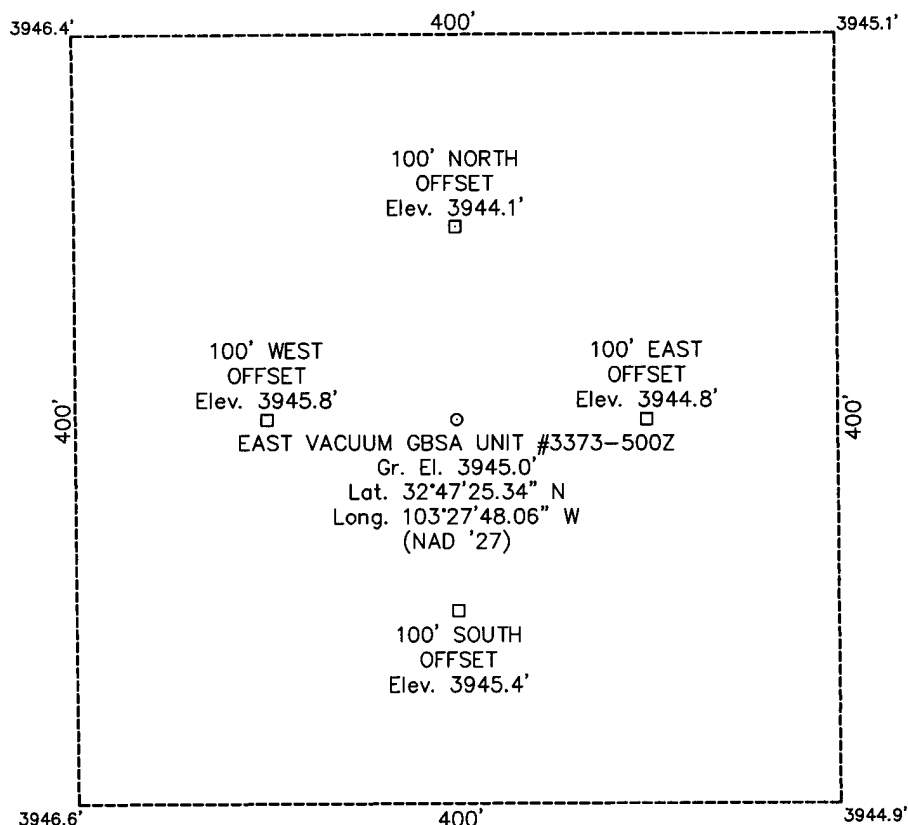 3946.4'
400'
3945.1'
100' NORTH
OFFSET
Elev. 3944.1'
100' WEST
OFFSET
Elev. 3945.8'
100' EAST
OFFSET
Elev. 3944.8'
400'
400'
EAST VACUUM GBSA UNIT #3373-500Z
Gr. El. 3945.0'
Lat. 32°47'25.34" N
Long. 103°27'48.06" W
(NAD '27)
100' SOUTH
OFFSET
Elev. 3945.4'
3946.6'
400'
3944.9'